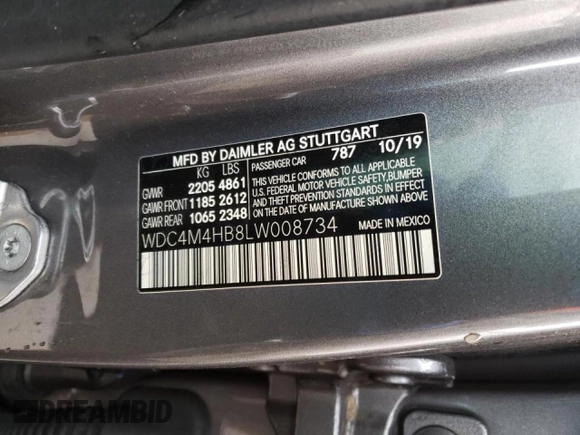 MFD BY DAIMLER AG STUTTGART
KG LBS PASSENGER CAR 787 10/19
GVWR 2205 4861
GAWR FRONT 1185 2612
GAWR REAR 1065 2348
THIS VEHICLE CONFORMS TO ALL APPLICABLE
U.S. FEDERAL MOTOR VEHICLE SAFETY, BUMPER
AND THEFT PREVENTION STANDARDS IN EFFECT
ON THE DATE OF MANUFACTURE SHOWN ABOVE.
WDC4M4HB8LW008734
MADE IN MEXICO
DREAMBID